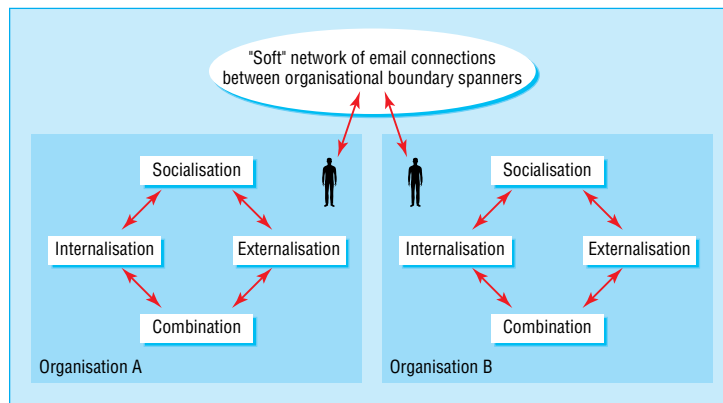 "Soft" network of email connections
between organisational boundary spanners
Socialisation
Internalisation
Externalisation
Combination
Organisation A
Socialisation
Internalisation
Externalisation
Combination
Organisation B